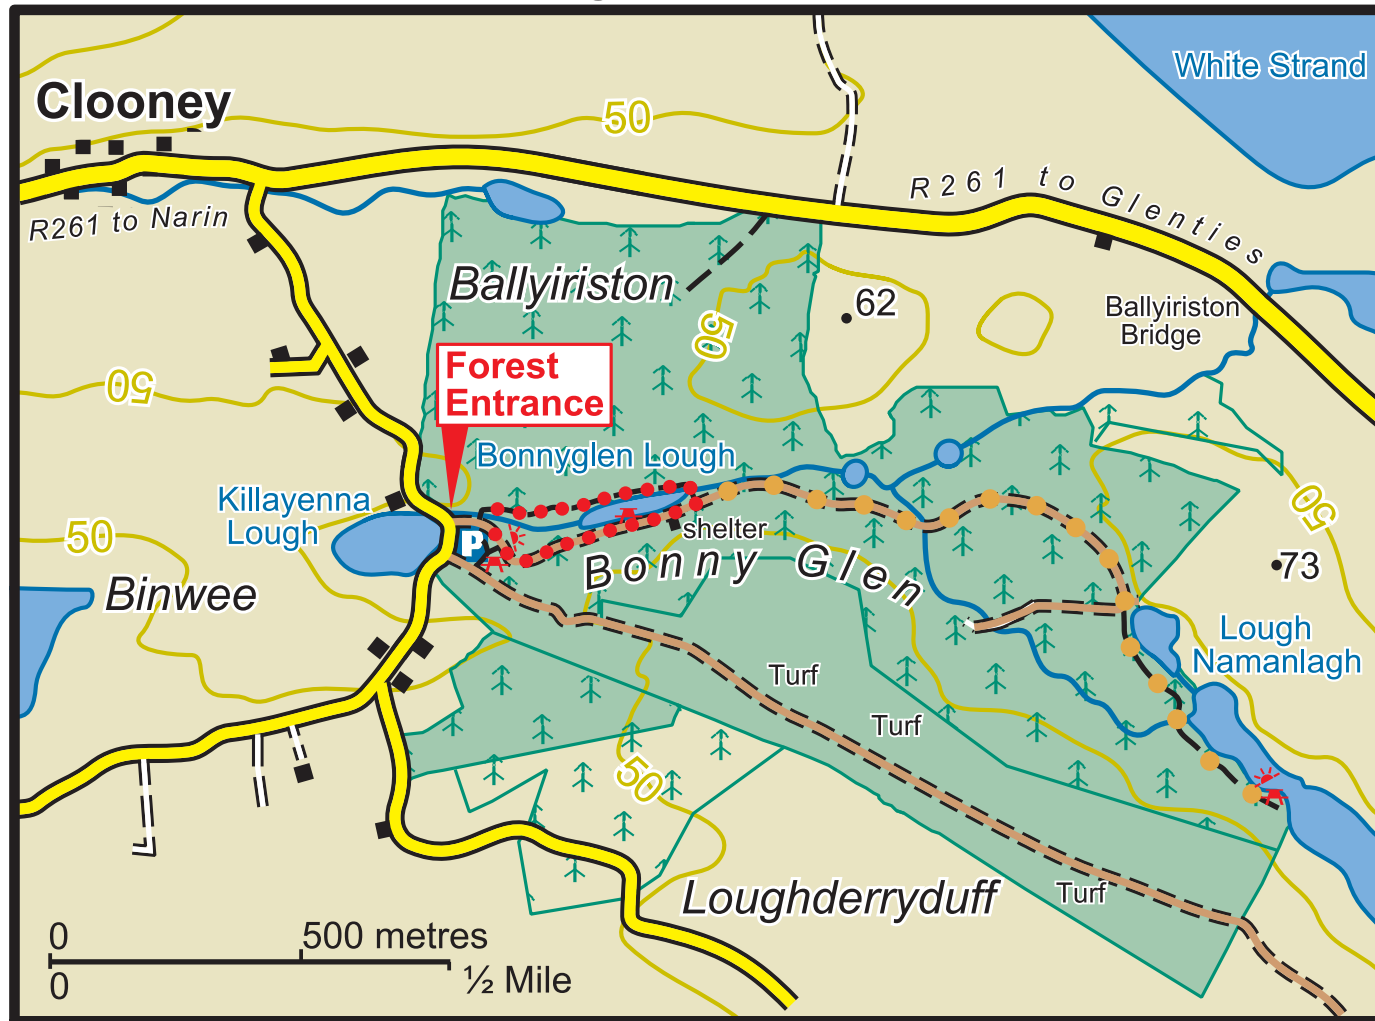 White Strand
Clooney
50
R261 to Glenties
R261 to Narin
Ballyiriston
62
Ballyiriston
Bridge
50
Forest
Entrance
50
Bonnyglen Lough
Killayenna
Lough
50
50
P
shelter
Bonny Glen
73
Binwee
Lough
Namanlagh
Turf
Turf
50
Loughderryduff
Turf
0
500 metres
0
½ Mile